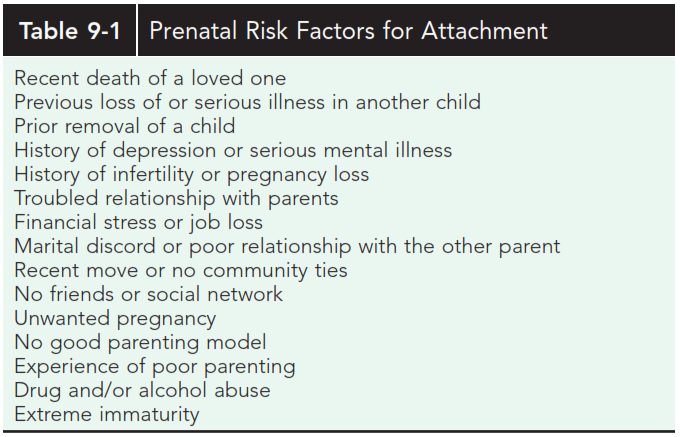 Table 9-1 Prenatal Risk Factors for Attachment
Recent death of a loved one
Previous loss of or serious illness in another child
Prior removal of a child
History of depression or serious mental illness
History of infertility or pregnancy loss
Troubled relationship with parents
Financial stress or job loss
Marital discord or poor relationship with the other parent
Recent move or no community ties
No friends or social network
Unwanted pregnancy
No good parenting model
Experience of poor parenting
Drug and/or alcohol abuse
Extreme immaturity